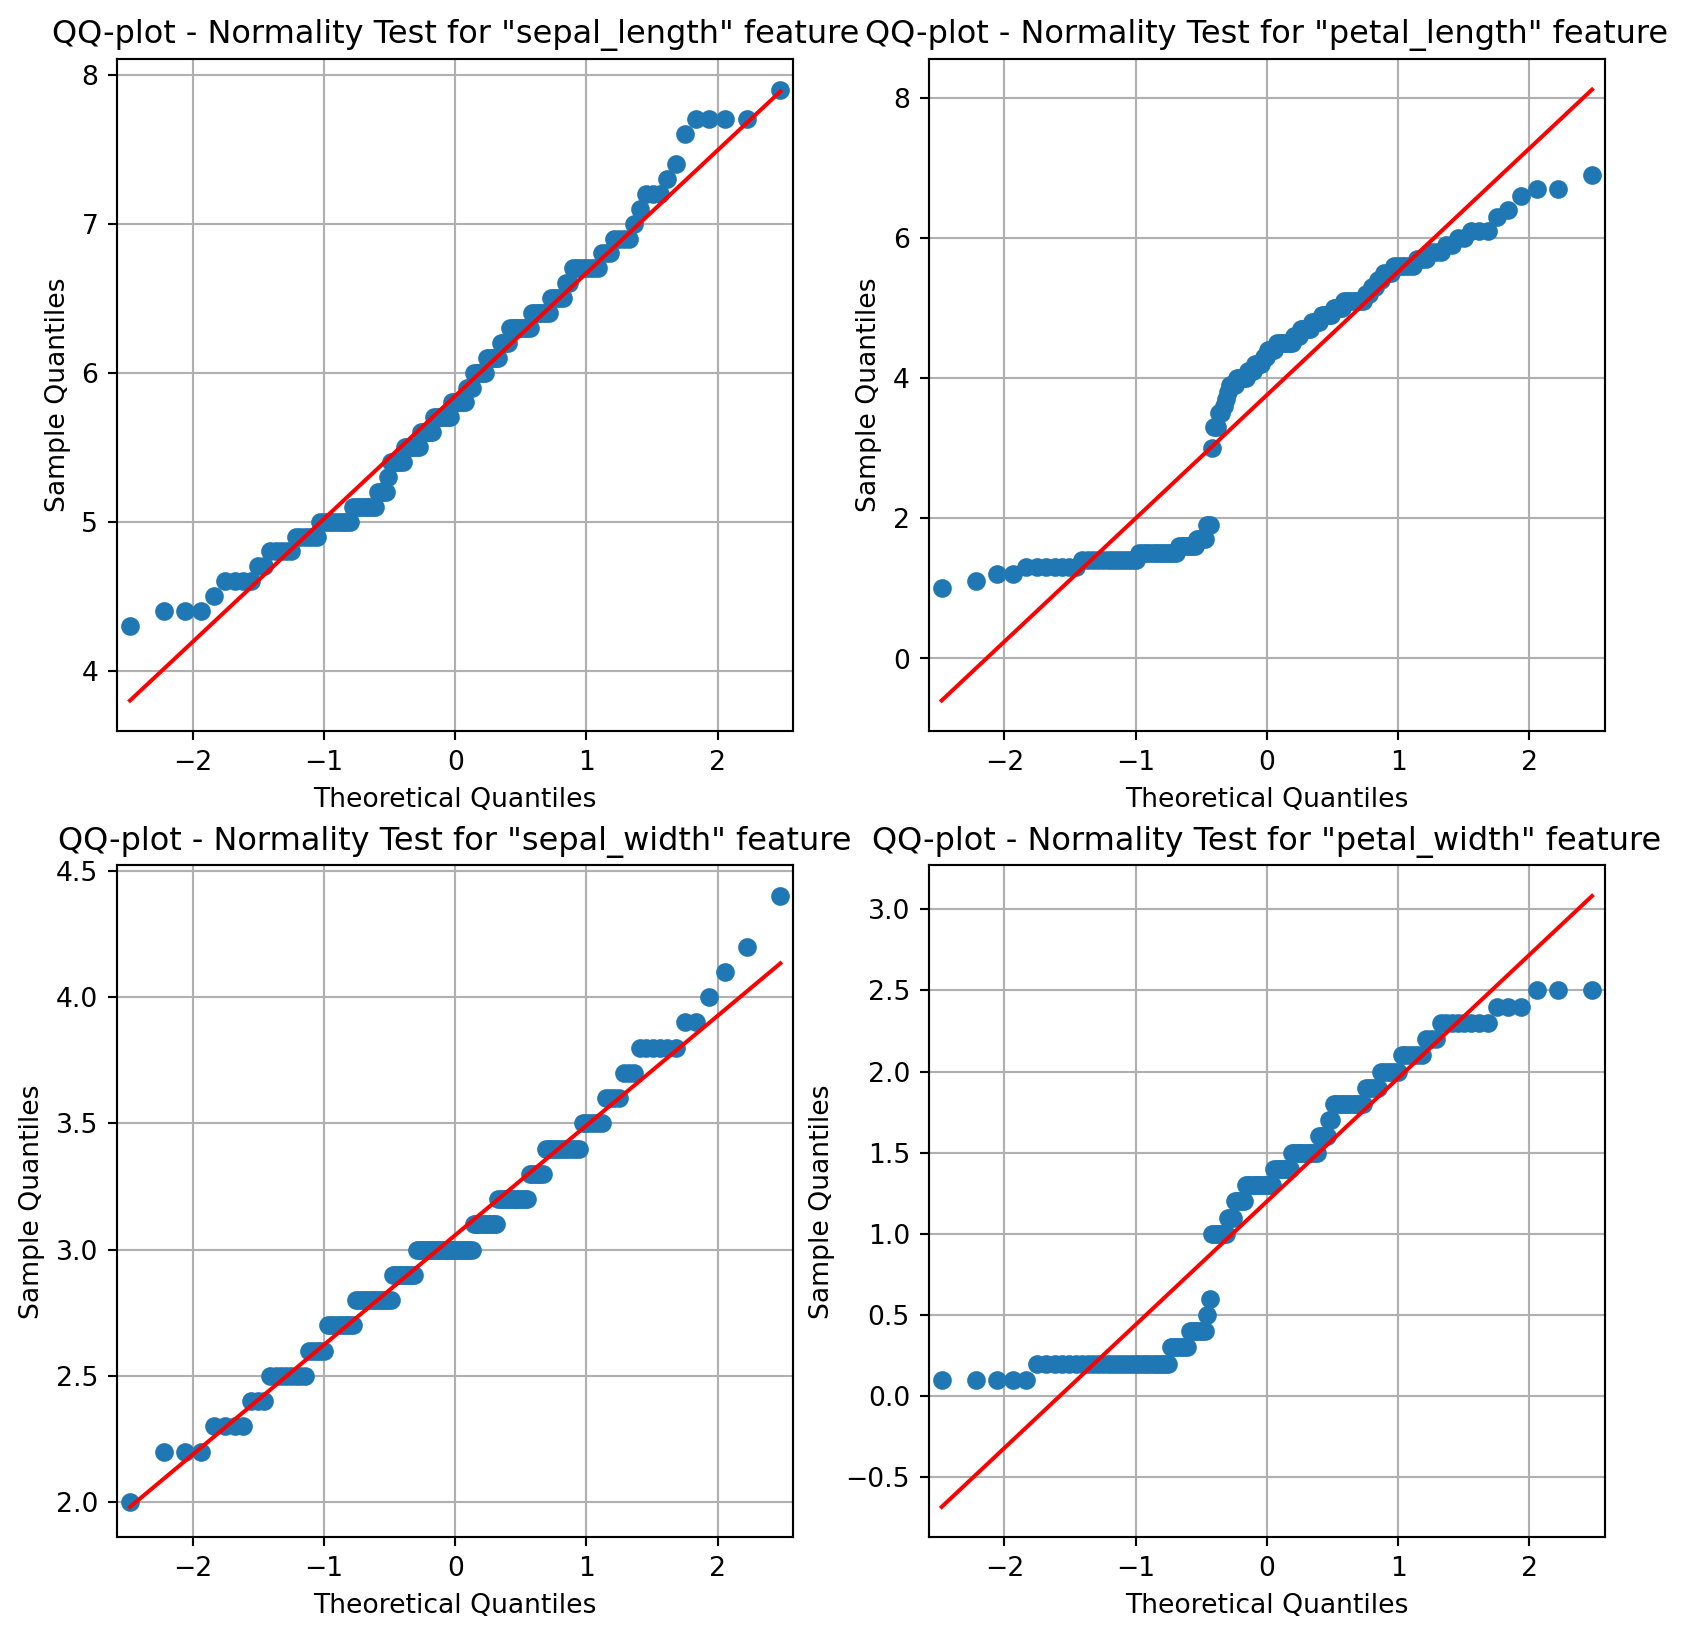 QQ-plot - Normality Test for "sepal_length" feature
8
7
6
5
4
Sample Quantiles
−2 −1 0 1 2
Theoretical Quantiles
QQ-plot - Normality Test for "petal_length" feature
8
6
4
2
0
Sample Quantiles
−2 −1 0 1 2
Theoretical Quantiles
QQ-plot - Normality Test for "sepal_width" feature
4.5
4.0
3.5
3.0
2.5
2.0
Sample Quantiles
−2 −1 0 1 2
Theoretical Quantiles
QQ-plot - Normality Test for "petal_width" feature
3.0
2.5
2.0
1.5
1.0
0.5
0.0
−0.5
Sample Quantiles
−2 −1 0 1 2
Theoretical Quantiles